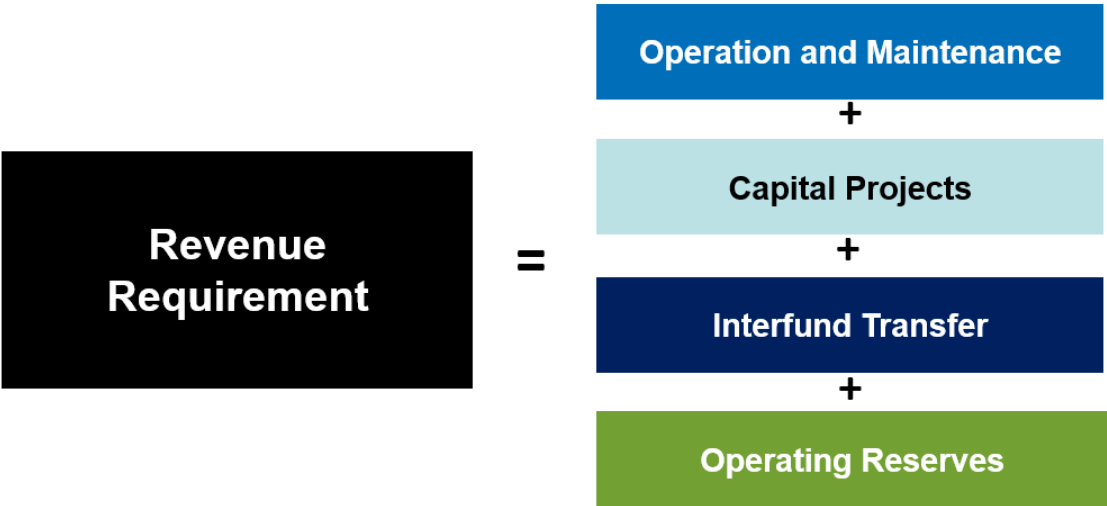 Revenue
Requirement
=
Operation and Maintenance
+
Capital Projects
+
Interfund Transfer
+
Operating Reserves